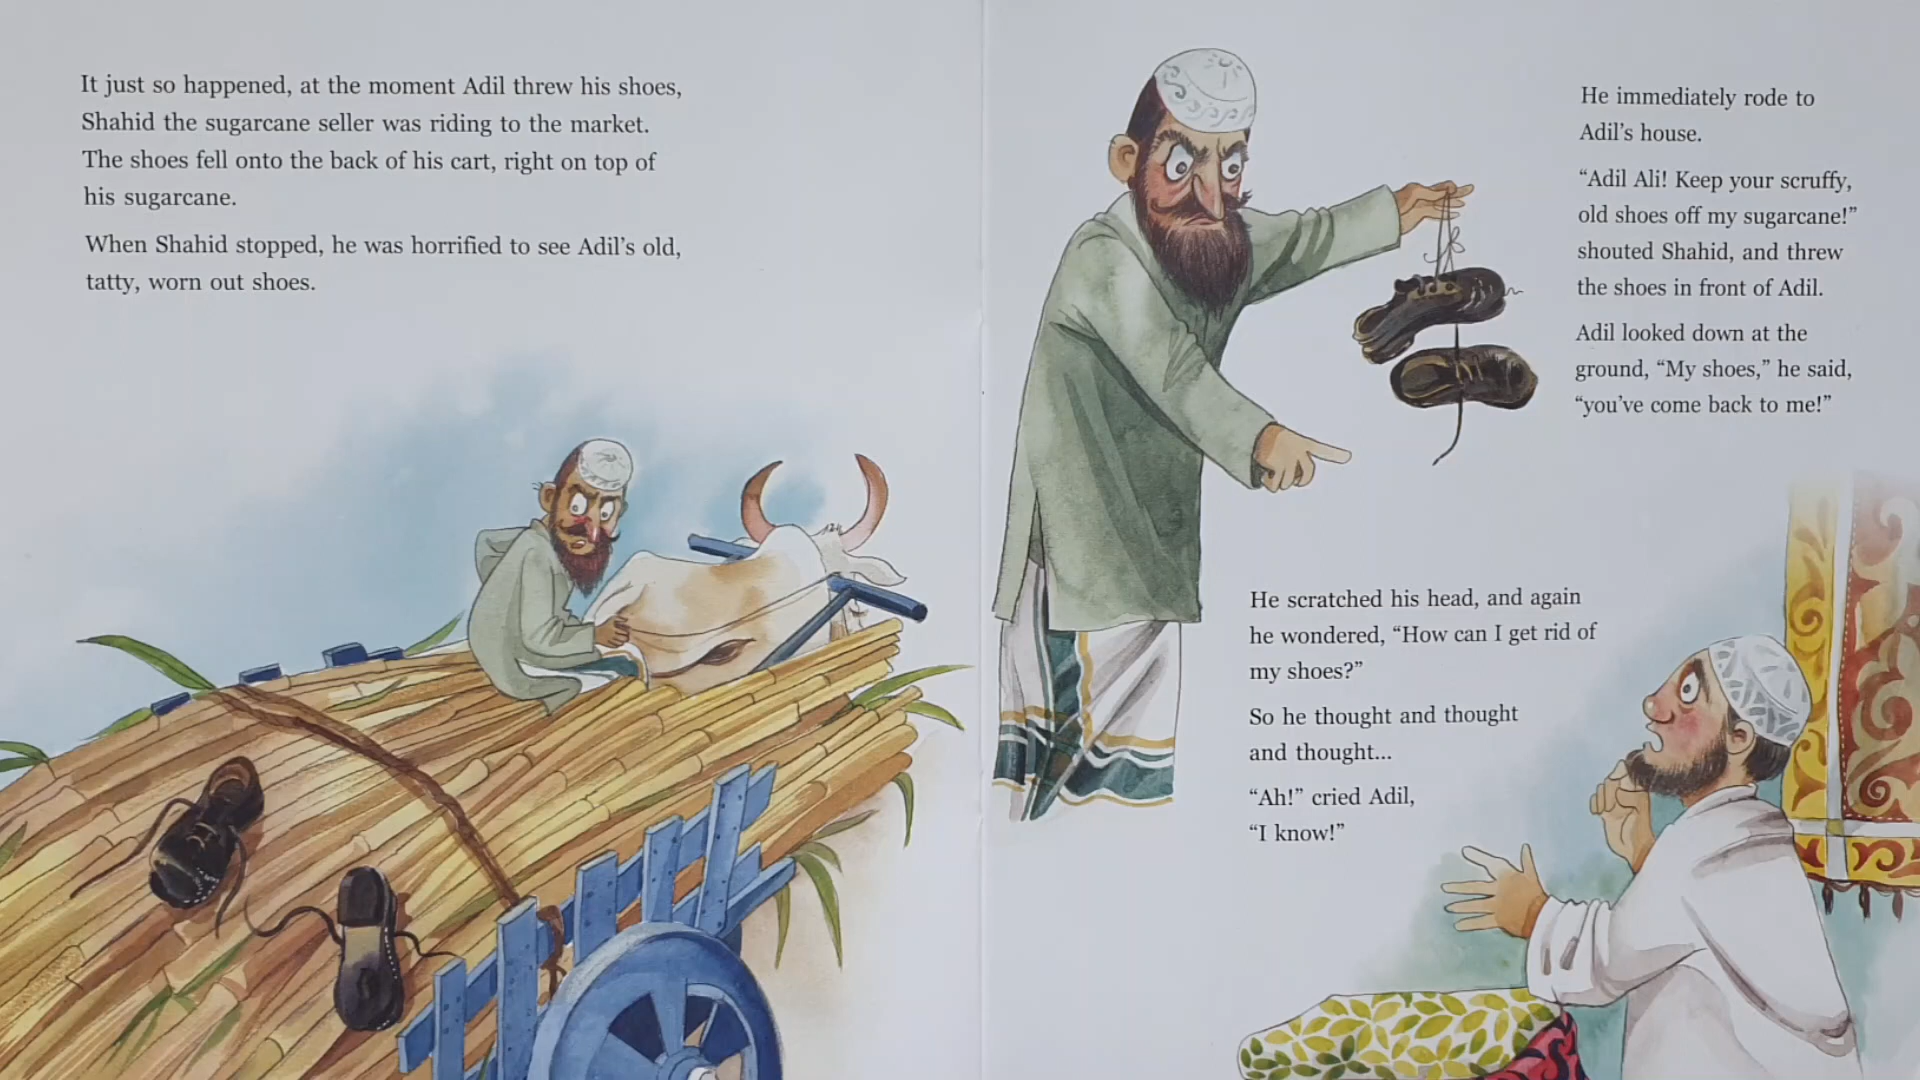 It just so happened, at the moment Adil threw his shoes,
Shahid the sugarcane seller was riding to the market.
The shoes fell onto the back of his cart, right on top of
his sugarcane.
When Shahid stopped, he was horrified to see Adil’s old,
tatty, worn out shoes.
He immediately rode to
Adil’s house.
“Adil Ali! Keep your scruffy,
old shoes off my sugarcane!”
shouted Shahid, and threw
the shoes in front of Adil.
Adil looked down at the
ground, “My shoes,” he said,
“you’ve come back to me!”
He scratched his head, and again
he wondered, “How can I get rid of
my shoes?”
So he thought and thought
and thought...
“Ah!” cried Adil,
“I know!”